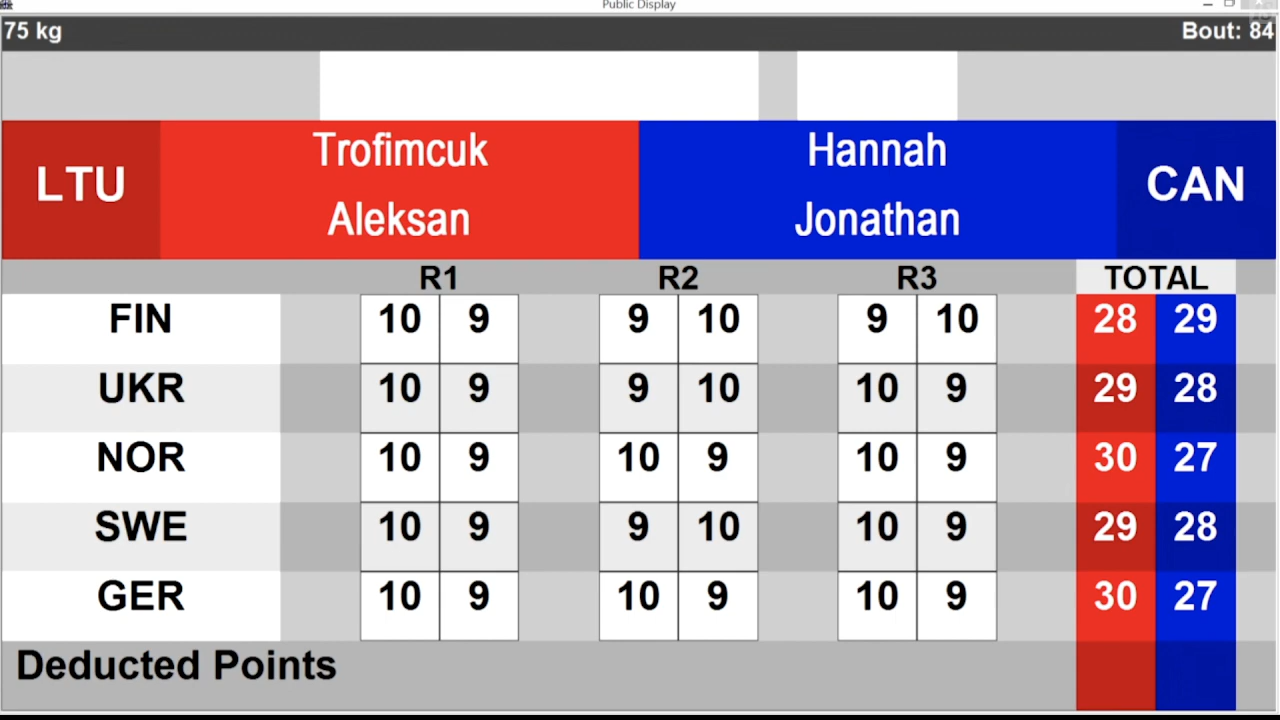 Public Display
75 kg Bout: 84
LTU Trofimcuk Aleksan Hannah Jonathan CAN
R1 R2 R3 TOTAL
FIN 10 9 9 10 9 10 28 29
UKR 10 9 9 10 10 9 29 28
NOR 10 9 10 9 10 9 30 27
SWE 10 9 9 10 10 9 29 28
GER 10 9 10 9 10 9 30 27
Deducted Points